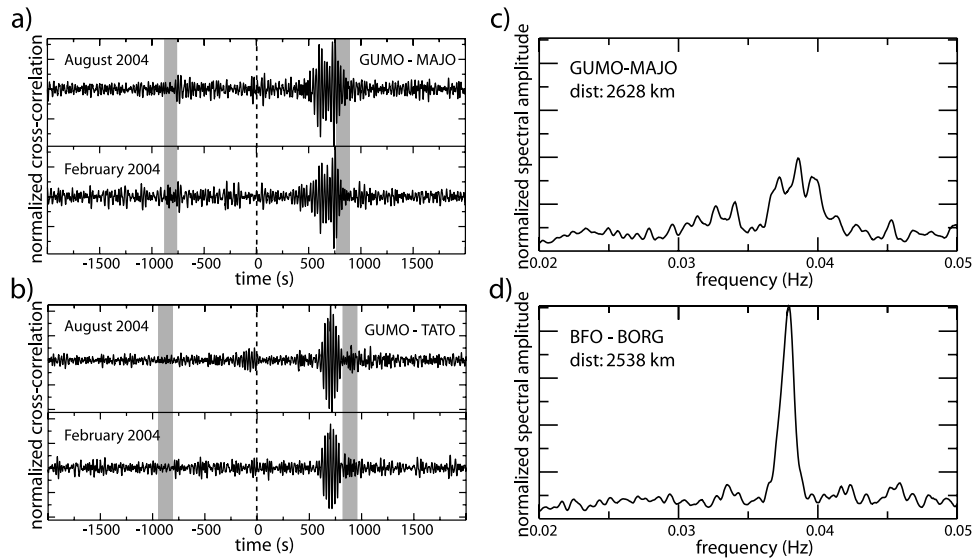 a)
normalized cross-correlation
August 2004
GUMO - MAJO
February 2004
-1500 -1000 -500 0 500 1000 1500
time (s)
b)
normalized cross-correlation
August 2004
GUMO - TATO
February 2004
-1500 -1000 -500 0 500 1000 1500
time (s)
c)
normalized spectral amplitude
GUMO-MAJO
dist: 2628 km
0.02 0.03 0.04 0.05
frequency (Hz)
d)
normalized spectral amplitude
BFO - BORG
dist: 2538 km
0.02 0.03 0.04 0.05
frequency (Hz)